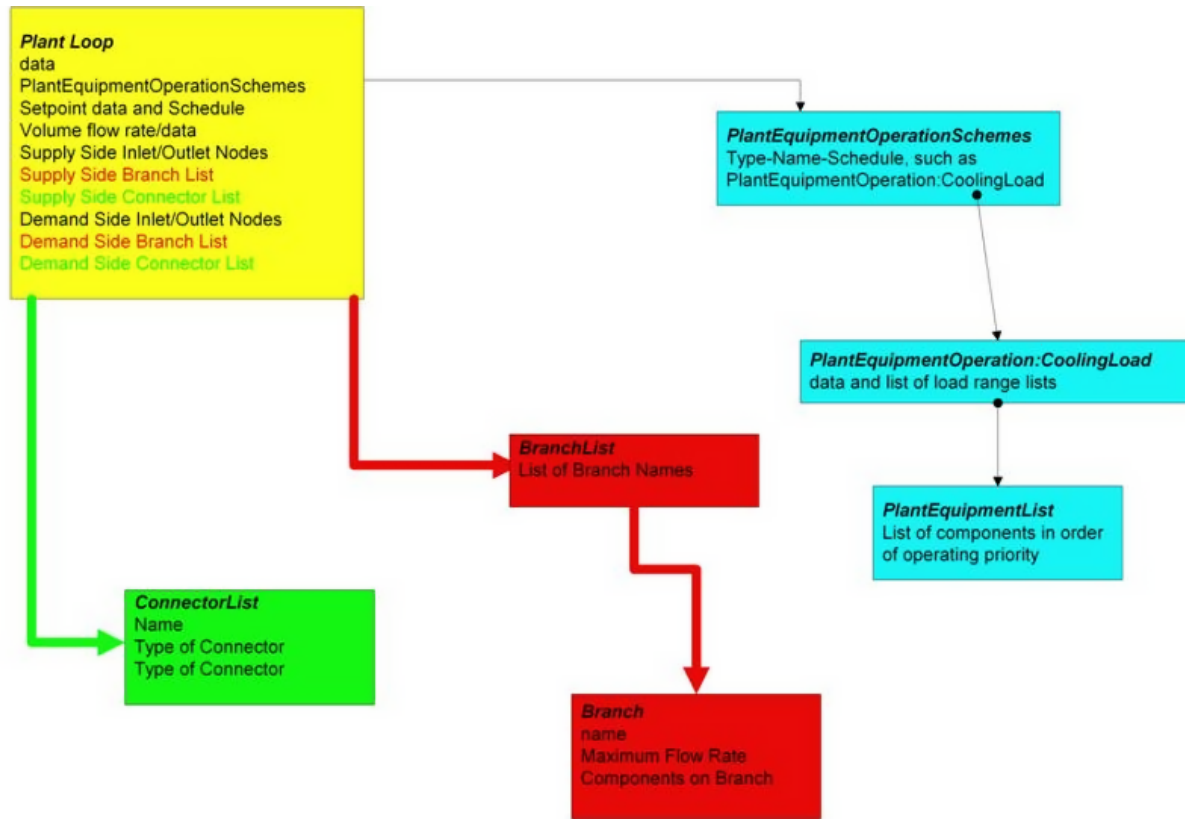 Plant Loop
data
PlantEquipmentOperationSchemes
Setpoint data and Schedule
Volume flow rate/data
Supply Side Inlet/Outlet Nodes
Supply Side Branch List
Supply Side Connector List
Demand Side Inlet/Outlet Nodes
Demand Side Branch List
Demand Side Connector List
PlantEquipmentOperationSchemes
Type-Name-Schedule, such as
PlantEquipmentOperation:CoolingLoad
PlantEquipmentOperation:CoolingLoad
data and list of load range lists
BranchList
List of Branch Names
PlantEquipmentList
List of components in order
of operating priority
ConnectorList
Name
Type of Connector
Type of Connector
Branch
name
Maximum Flow Rate
Components on Branch